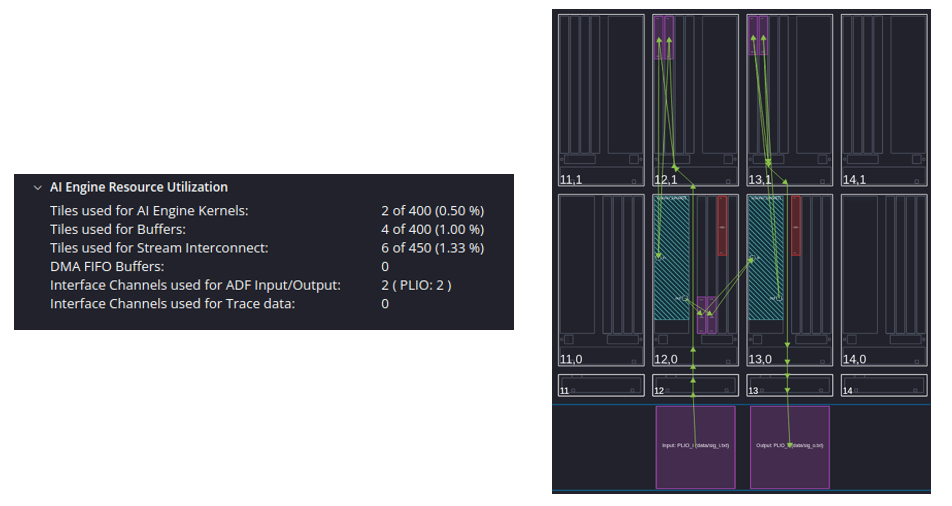 AI Engine Resource Utilization
Tiles used for AI Engine Kernels: 2 of 400 (0.50 %)
Tiles used for Buffers: 4 of 400 (1.00 %)
Tiles used for Stream Interconnect: 6 of 450 (1.33 %)
DMA FIFO Buffers: 0
Interface Channels used for ADF Input/Output: 2 ( PLIO: 2 )
Interface Channels used for Trace data: 0
11,1 12,1 13,1 14,1
11,0 12,0 13,0 14,0
11 12 13 14
Input: PLIO_i (data/sig_i.txt) Output: (data/sig_o.txt)